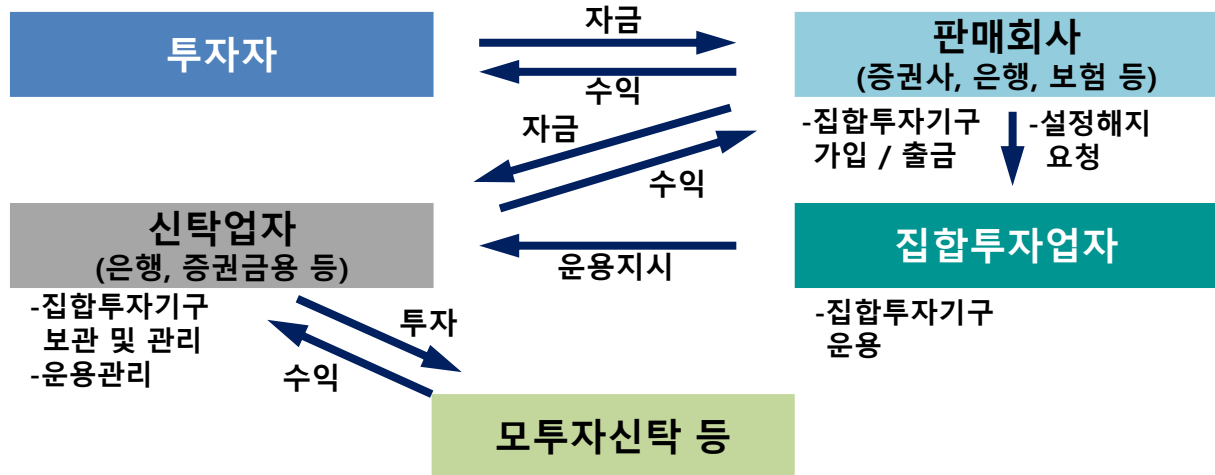 투자자
자금
수익
판매회사
(증권사, 은행, 보험 등)
-집합투자기구
가입 / 출금
-설정해지
요청
자금
수익
신탁업자
(은행, 증권금용 등)
-집합투자기구
보관 및 관리
-운용관리
운용지시
집합투자업자
-집합투자기구
운용
투자
수익
모투자신탁 등